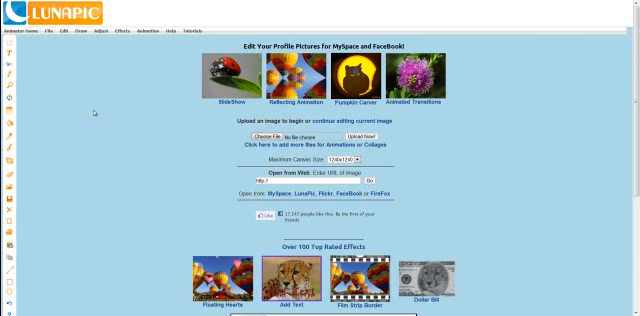 LUNAPIC
Animator Home File Edit Draw Adjust Effects Animation Help Tutorials
Edit Your Profile Pictures for MySpace and FaceBook!
SlideShow Reflecting Animation Pumpkin Carver Animated Transitions
Upload an image to begin or continue editing current image
Choose File No file chosen Upload Now!
Click here to add more files for Animations or Collages
Maximum Canvas Size: 1240x1240
Open from Web: Enter URL of Image
http:// Go
Open from: MySpace, LunaPic, Flickr, FaceBook or FireFox
Like 17,147 people like this. Be the first of your
friends.
Over 100 Top Rated Effects
Floating Hearts Add Text Film Strip Border Dollar Bill